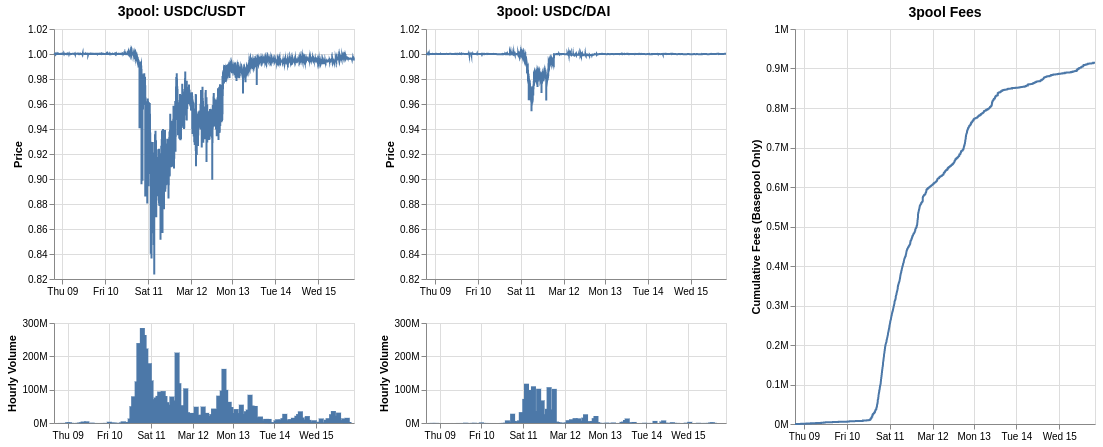 3pool: USDC/USDT
1.02
1.00
0.98
0.96
0.94
0.92
0.90
0.88
0.86
0.84
0.82
Price
Thu 09 Fri 10 Sat 11 Mar 12 Mon 13 Tue 14 Wed 15
300M
200M
100M
0M
Hourly Volume
Thu 09 Fri 10 Sat 11 Mar 12 Mon 13 Tue 14 Wed 15
3pool: USDC/DAI
1.02
1.00
0.98
0.96
0.94
0.92
0.90
0.88
0.86
0.84
0.82
Price
Thu 09 Fri 10 Sat 11 Mar 12 Mon 13 Tue 14 Wed 15
300M
200M
100M
0M
Hourly Volume
Thu 09 Fri 10 Sat 11 Mar 12 Mon 13 Tue 14 Wed 15
3pool Fees
1M
0.9M
0.8M
0.7M
0.6M
0.5M
0.4M
0.3M
0.2M
0.1M
0M
Cumulative Fees (Basepool Only)
Thu 09 Fri 10 Sat 11 Mar 12 Mon 13 Tue 14 Wed 15